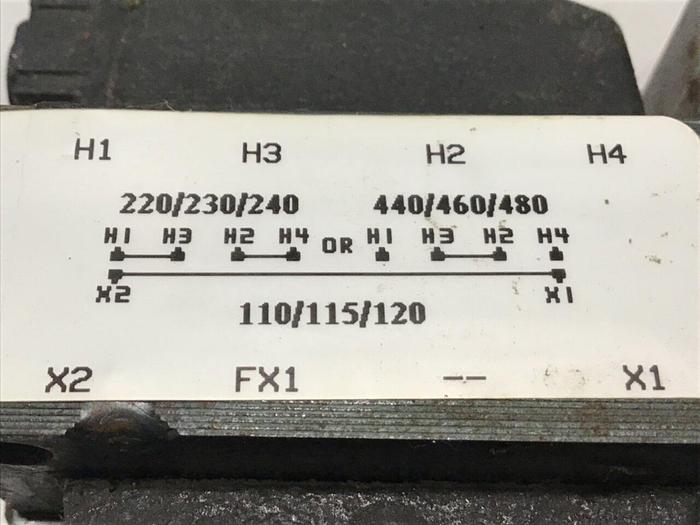 H1 H3 H2 H4
220/230/240 440/460/480
H1 H3 H2 H4 OR H1 H3 H2 H4
X2 X1
110/115/120
X2 FX1 -- X1